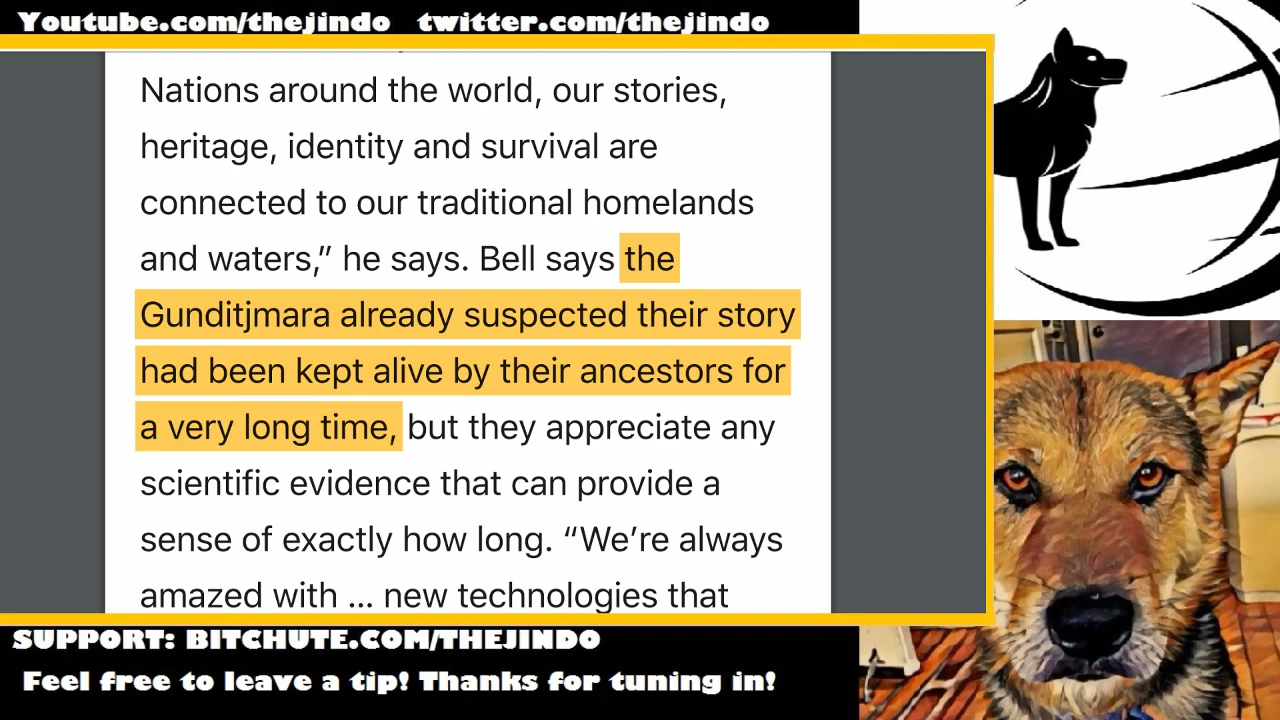 Youtube.com/thejindo twitter.com/thejindo
Nations around the world, our stories,
heritage, identity and survival are
connected to our traditional homelands
and waters,” he says. Bell says the
Gunditjmara already suspected their story
had been kept alive by their ancestors for
a very long time, but they appreciate any
scientific evidence that can provide a
sense of exactly how long. “We’re always
amazed with ... new technologies that
SUPPORT: BITCHUTE.COM/THEJINDO
Feel free to leave a tip! Thanks for tuning in!